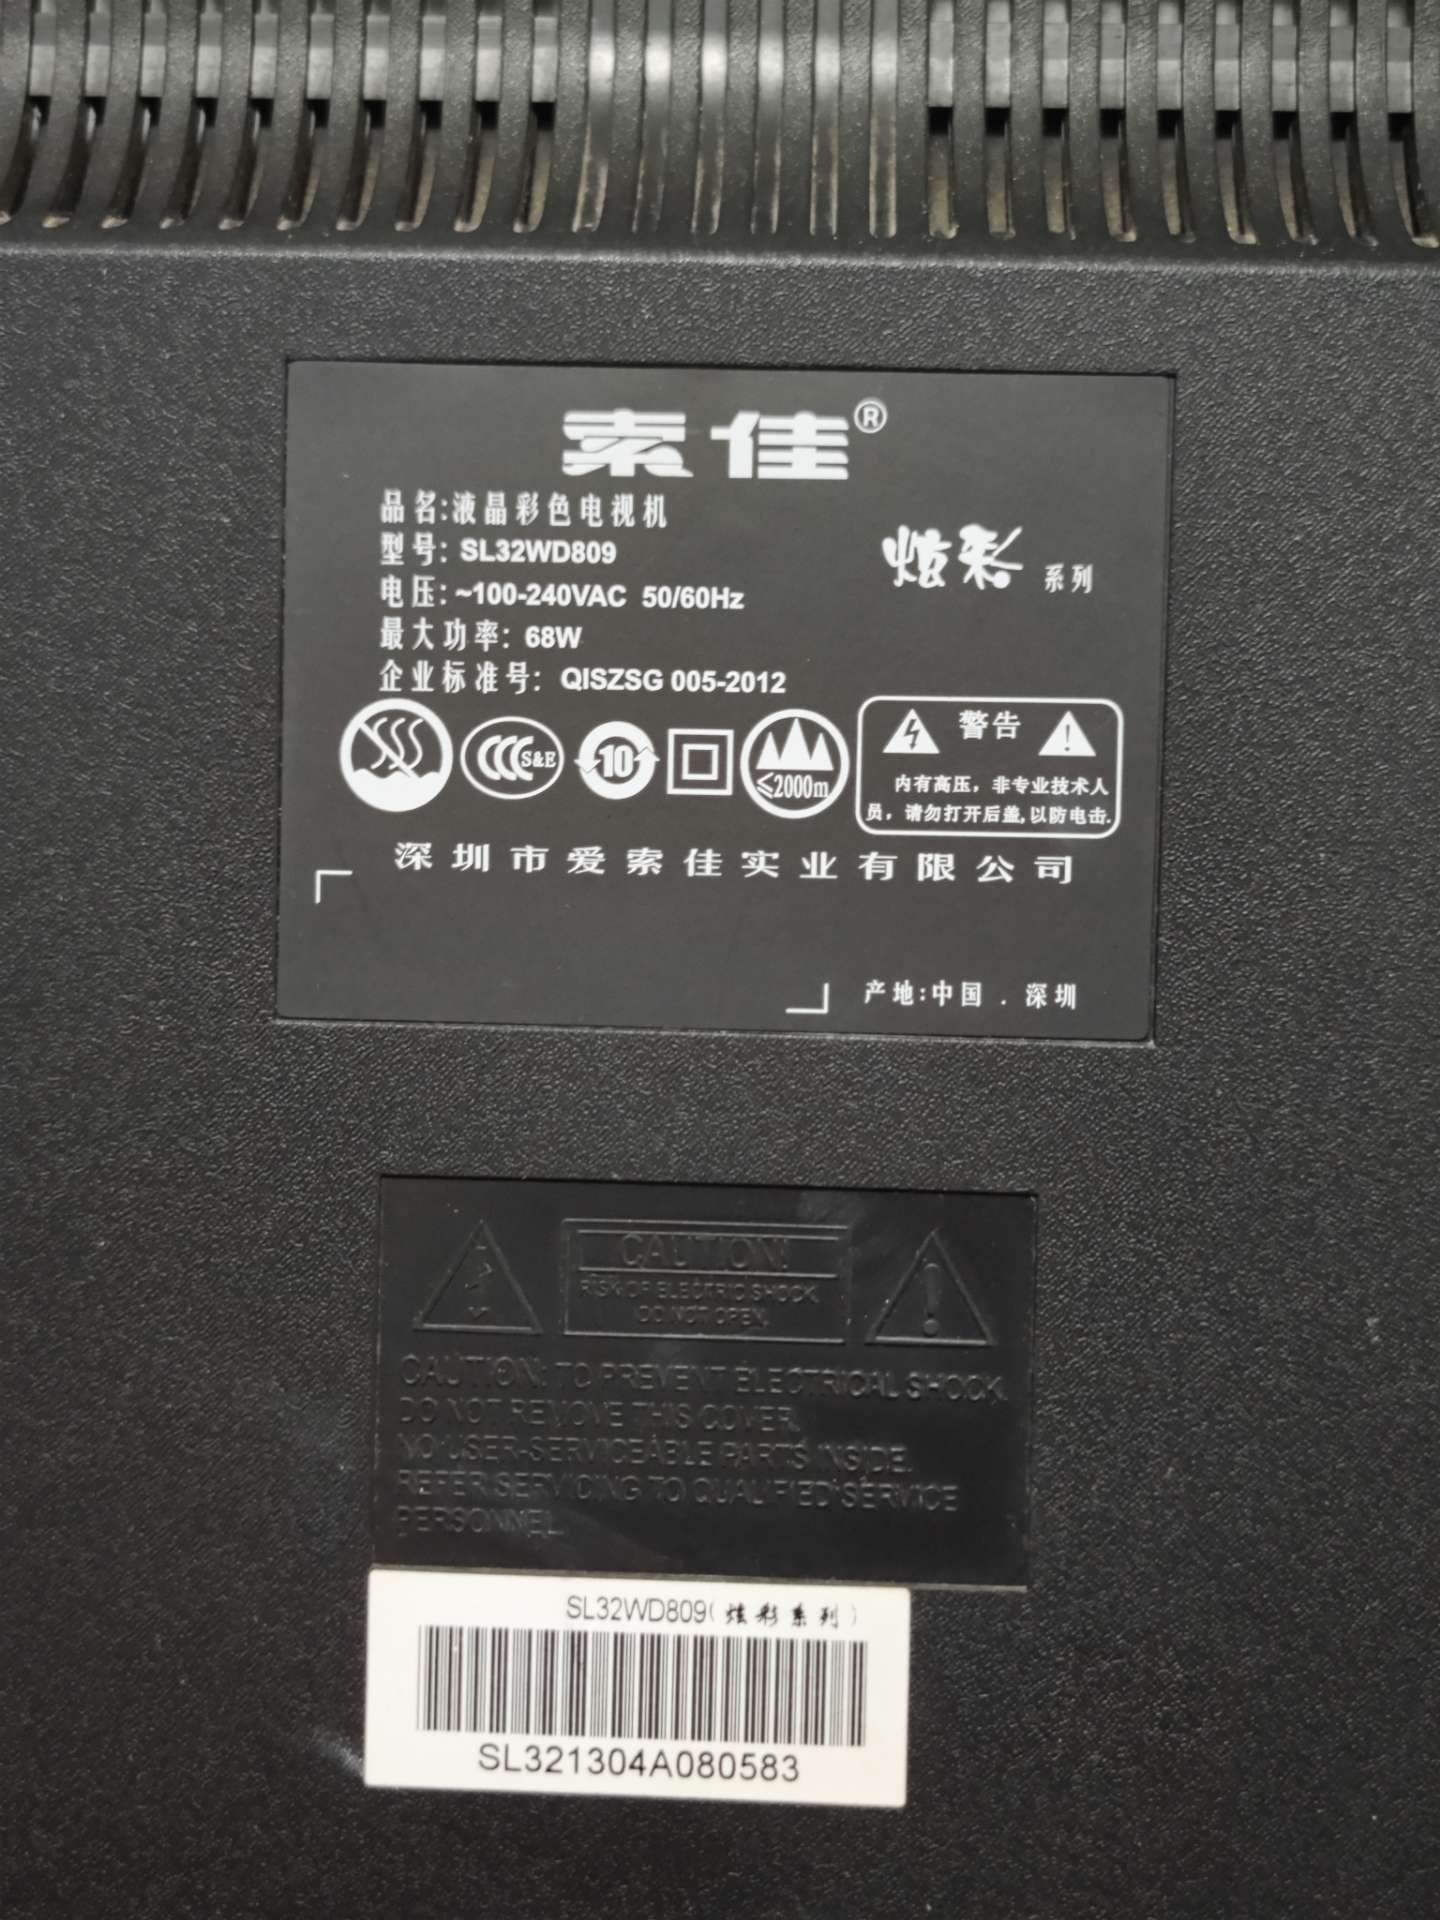 索佳®
品名:液晶彩色电视机
型号: SL32WD809
炫彩 系列
电压: ~100-240VAC 50/60Hz
最大功率: 68W
企业标准号: QISZSG 005-2012
CCC S&E
10
≤2000m
警告
内有高压，非专业技术人
员，请勿打开后盖,以防电击.
深圳市爱索佳实业有限公司
产地:中国 . 深圳
CAUTION!
RISK OF ELECTRIC SHOCK
DO NOT OPEN.
CAUTION: TO PREVENT ELECTRICAL SHOCK.
DO NOT REMOVE THIS COVER.
NO USER-SERVICEABLE PARTS INSIDE.
REFER SERVICING TO QUALIFIED SERVICE
PERSONNEL.
SL32WD809(炫彩系列)
SL321304A080583